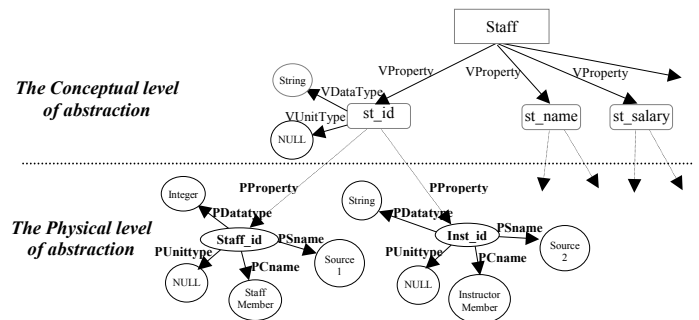 Staff
VProperty
VProperty
VProperty
The Conceptual level
of abstraction
String
VDataType
VUnitType
st_id
st_name
st_salary
NULL
The Physical level
of abstraction
PProperty
PProperty
Integer
PDatatype
String
PDatatype
Staff_id
PSname
Inst_id
PSname
PUnittype
PCname
Source
1
PUnittype
PCname
Source
2
NULL
Staff
Member
NULL
Instructor
Member